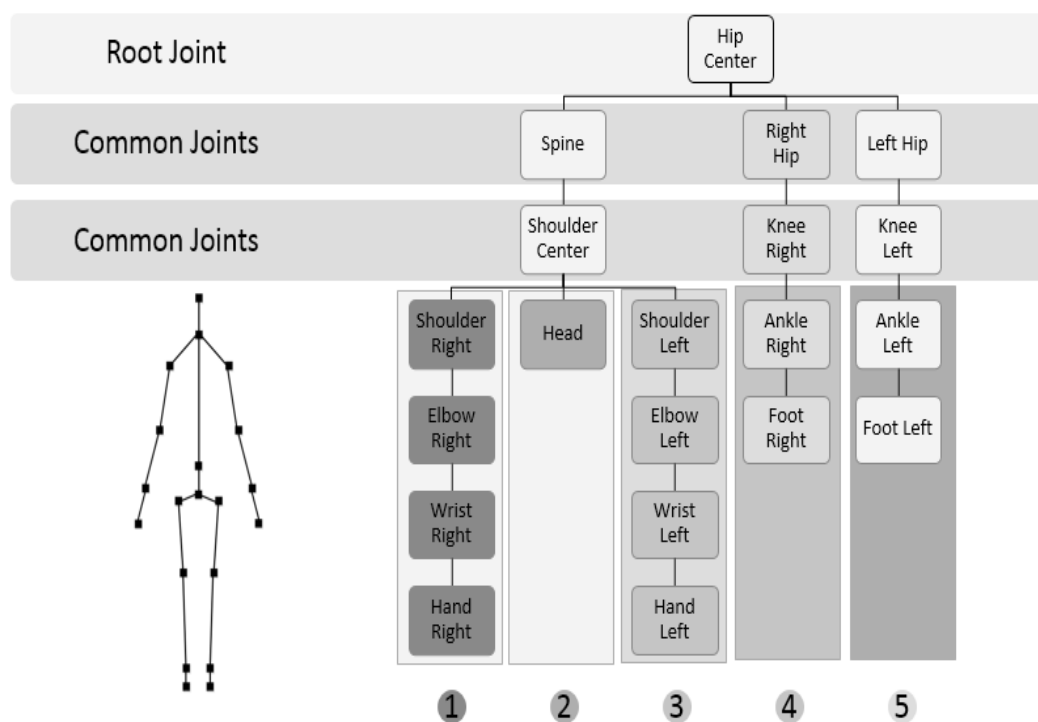 Root Joint
Hip
Center
Common Joints
Spine
Right
Hip
Left Hip
Common Joints
Shoulder
Center
Knee
Right
Knee
Left
Shoulder
Right
Head
Shoulder
Left
Ankle
Right
Ankle
Left
Elbow
Right
Elbow
Left
Foot
Right
Foot Left
Wrist
Right
Wrist
Left
Hand
Right
Hand
Left
1
2
3
4
5